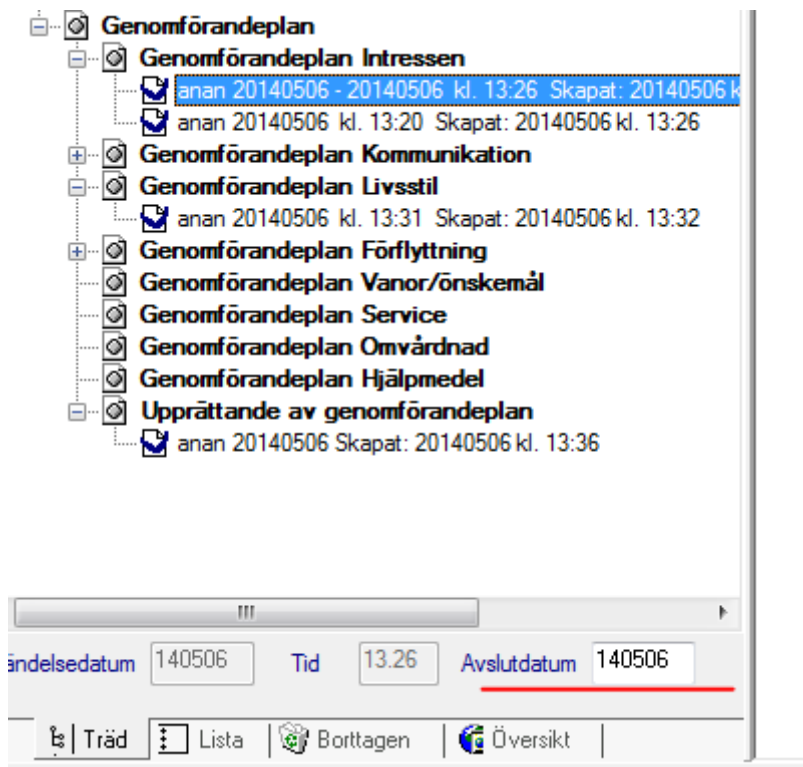 Genomförandeplan
Genomförandeplan Intressen
anan 20140506 - 20140506 kl. 13:26 Skapat: 20140506 k
anan 20140506 kl. 13:20 Skapat: 20140506 kl. 13:26
Genomförandeplan Kommunikation
Genomförandeplan Livsstil
anan 20140506 kl. 13:31 Skapat: 20140506 kl. 13:32
Genomförandeplan Förflyttning
Genomförandeplan Vanor/önskemål
Genomförandeplan Service
Genomförandeplan Omvårdnad
Genomförandeplan Hjälpmedel
Upprättande av genomförandeplan
anan 20140506 Skapat: 20140506 kl. 13:36
ändelsedatum 140506 Tid 13.26 Avslutdatum 140506
Träd Lista Borttagen Översikt